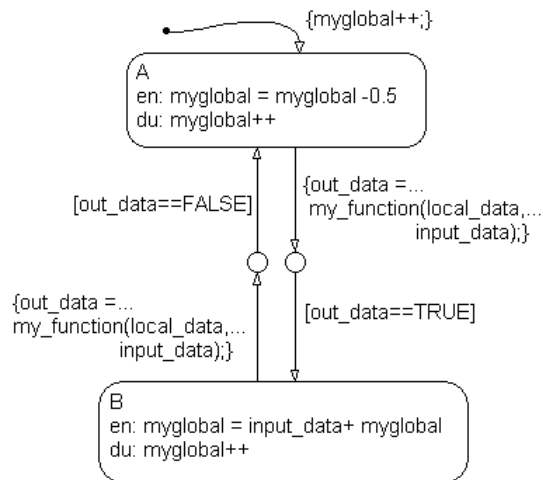 {myglobal++;}
A
en: myglobal = myglobal -0.5
du: myglobal++
[out_data==FALSE]
{out_data =...
my_function(local_data,...
input_data);}
{out_data =...
my_function(local_data,...
input_data);}
[out_data==TRUE]
B
en: myglobal = input_data+ myglobal
du: myglobal++